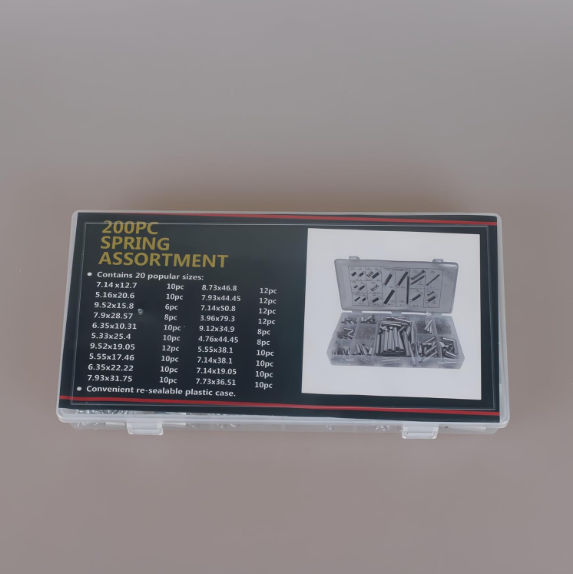 200PC
SPRING
ASSORTMENT
• Contains 20 popular sizes:
7.14 x12.7 10pc 8.73x46.8 12pc
5.16x20.6 10pc 7.93x44.45 12pc
9.52x15.8 6pc 7.14x50.8 12pc
7.9x28.57 8pc 3.96x79.3 12pc
6.35x10.31 10pc 9.12x34.9 8pc
5.33x25.4 10pc 4.76x44.45 8pc
9.52x19.05 12pc 5.55x38.1 10pc
5.55x17.46 10pc 7.14x38.1 10pc
6.35x22.22 10pc 7.14x19.05 10pc
7.93x31.75 10pc 7.73x36.51 10pc
• Convenient re-sealable plastic case.